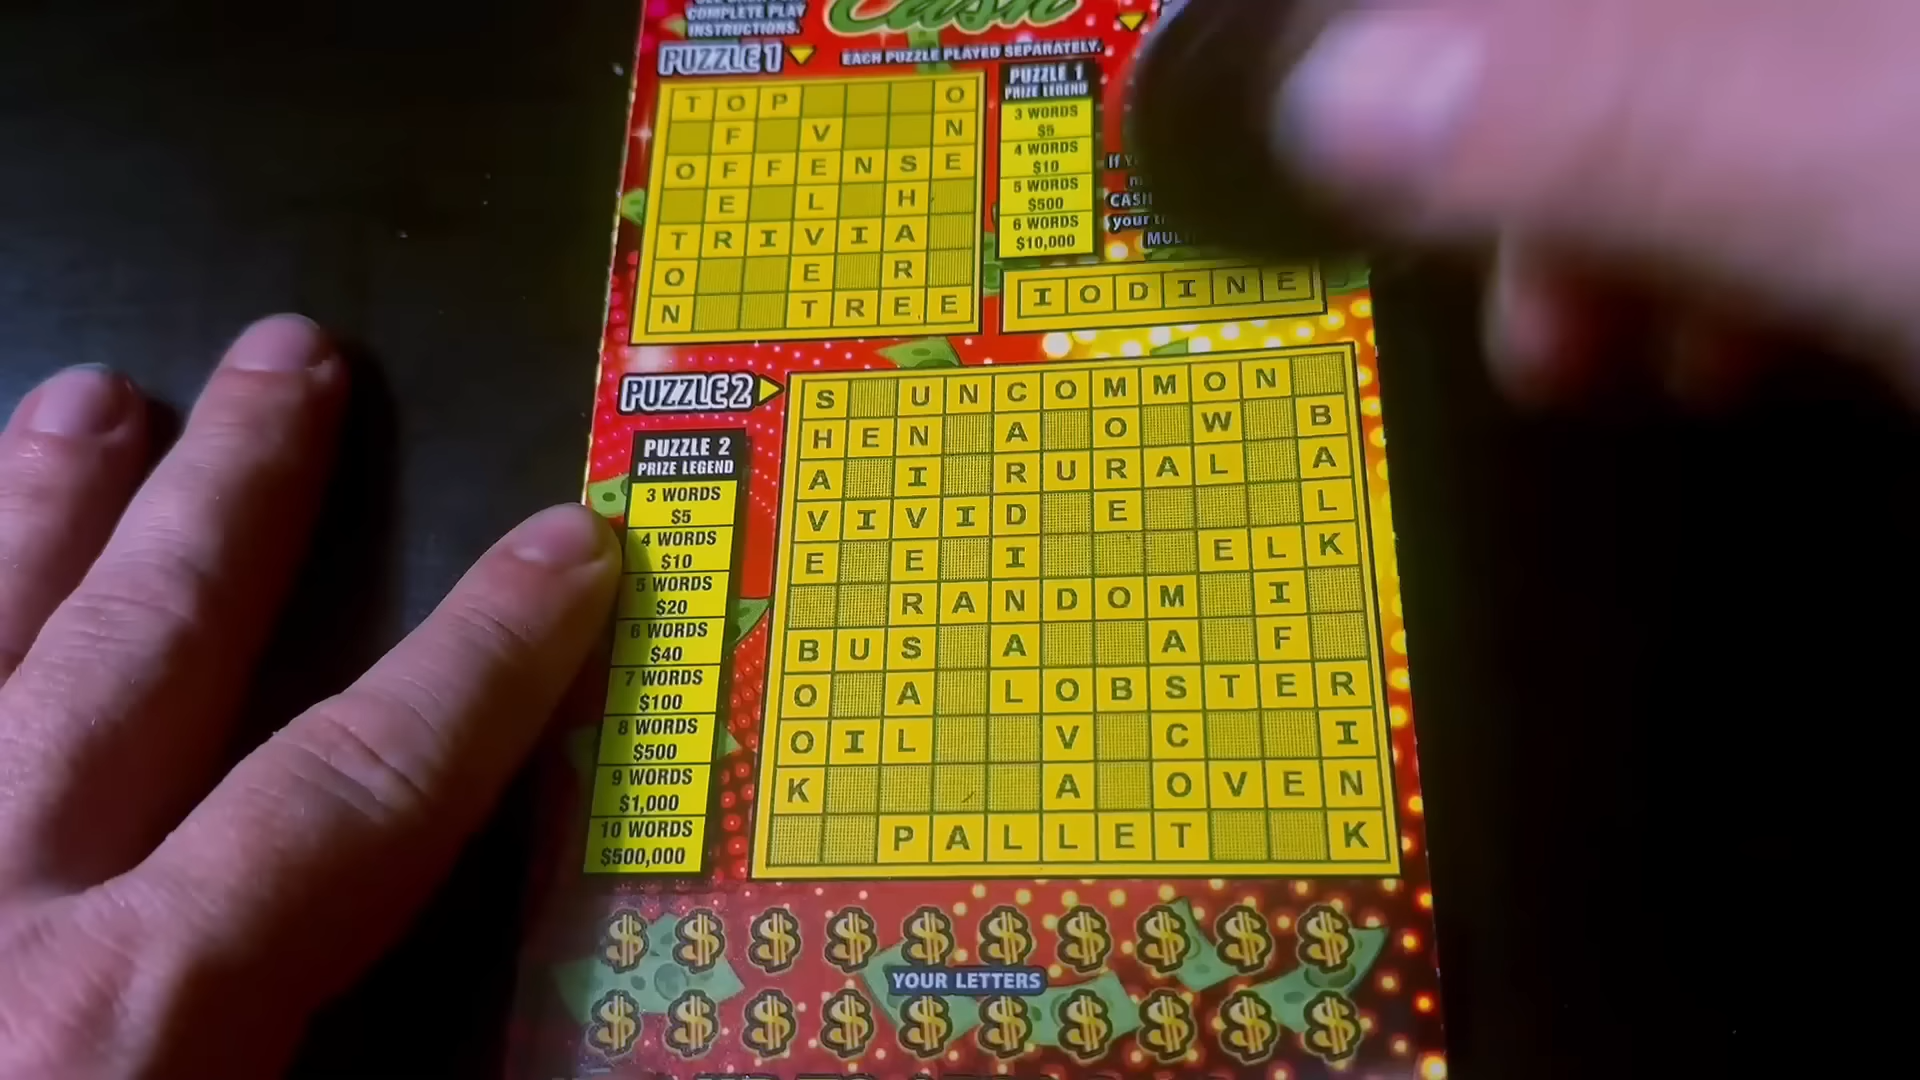 COMPLETE PLAY
INSTRUCTIONS.
Cash
PUZZLE 1
EACH PUZZLE PLAYED SEPARATELY.
T O P O
F V N
O F F E N S E
E L H
T R I V I A
O E R
N T R E E
PUZZLE 1
PRIZE LEGEND
3 WORDS
$5
4 WORDS
$10
5 WORDS
$500
6 WORDS
$10,000
If
CASH
your
I O D I N E
PUZZLE 2
PUZZLE 2
PRIZE LEGEND
3 WORDS
$5
4 WORDS
$10
5 WORDS
$20
6 WORDS
$40
7 WORDS
$100
8 WORDS
$500
9 WORDS
$1,000
10 WORDS
$500,000
S U N C O M M O N
H E N A O W B
A I R U R A L A
V I V I D E L
E E I E L K
R A N D O M I
B U S A A F
O A L O B S T E R
O I L V C I
K A O V E N
P A L L E T K
YOUR LETTERS